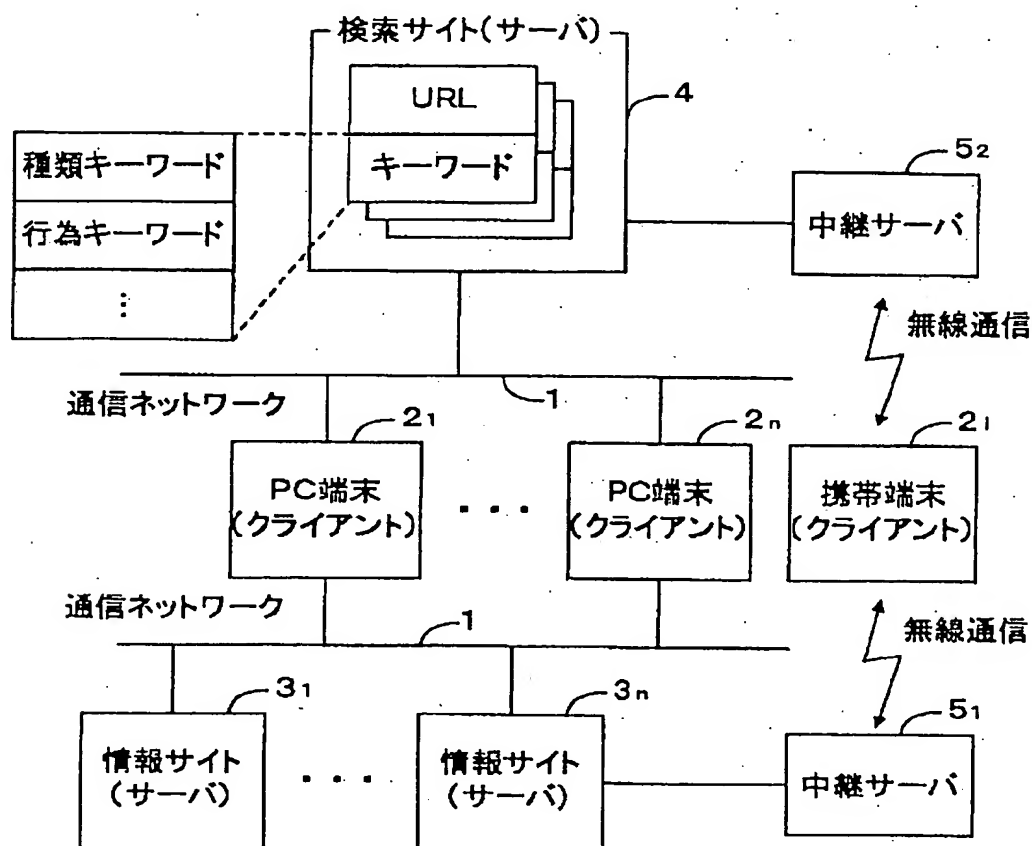 検索サイト(サーバ)
URL
キーワード
4
種類キーワード
行為キーワード
⋮
5₂
中継サーバ
無線通信
通信ネットワーク
1
2₁
PC端末
(クライアント)
・・・
2ₙ
PC端末
(クライアント)
2ᵢ
携帯端末
(クライアント)
通信ネットワーク
1
無線通信
3₁
情報サイト
(サーバ)
・・・
3ₙ
情報サイト
(サーバ)
5₁
中継サーバ